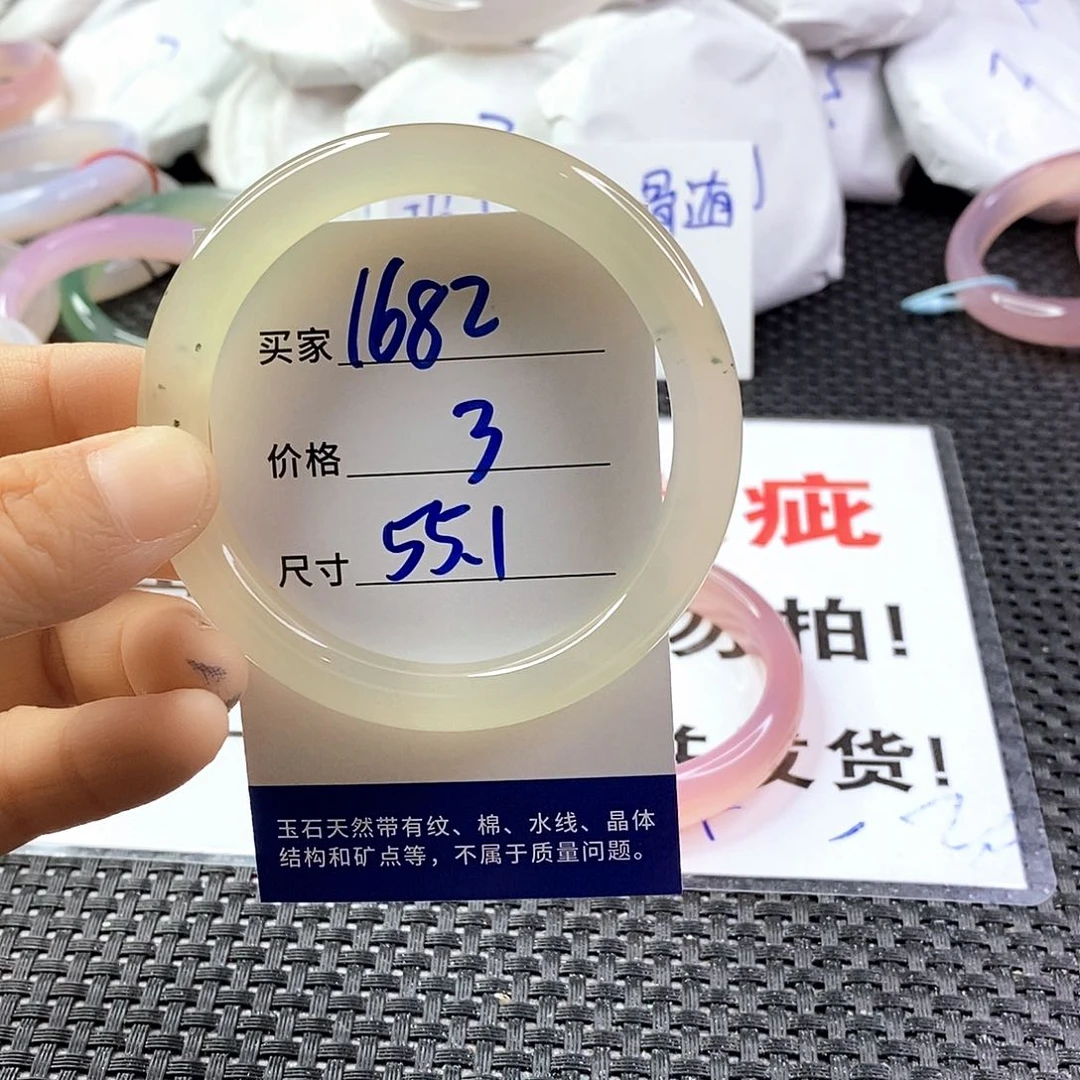 买家 1682
价格 3
尺寸 55.1
玉石天然带有纹、棉、水线、晶体
结构和矿点等，不属于质量问题。
疵
勿拍！
发货！